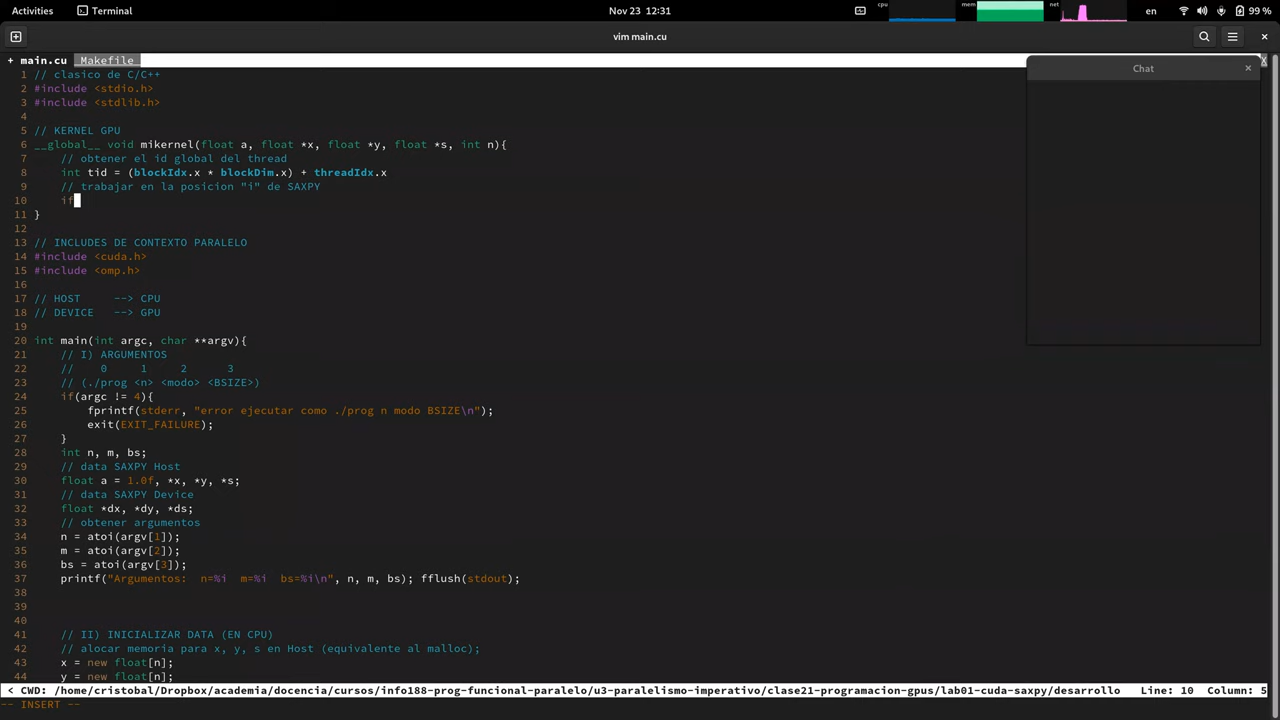 Activities Terminal Nov 23 12:31 cpu mem net en 99 %
vim main.cu
+ main.cu Makefile X
Chat ×
1 // clasico de C/C++
2 #include <stdio.h>
3 #include <stdlib.h>
4
5 // KERNEL GPU
6 __global__ void mikernel(float a, float *x, float *y, float *s, int n){
7 // obtener el id global del thread
8 int tid = (blockIdx.x * blockDim.x) + threadIdx.x
9 // trabajar en la posicion "i" de SAXPY
10 if
11 }
12
13 // INCLUDES DE CONTEXTO PARALELO
14 #include <cuda.h>
15 #include <omp.h>
16
17 // HOST --> CPU
18 // DEVICE --> GPU
19
20 int main(int argc, char **argv){
21 // I) ARGUMENTOS
22 // 0 1 2 3
23 // (./prog <n> <modo> <BSIZE>)
24 if(argc != 4){
25 fprintf(stderr, "error ejecutar como ./prog n modo BSIZE\n");
26 exit(EXIT_FAILURE);
27 }
28 int n, m, bs;
29 // data SAXPY Host
30 float a = 1.0f, *x, *y, *s;
31 // data SAXPY Device
32 float *dx, *dy, *ds;
33 // obtener argumentos
34 n = atoi(argv[1]);
35 m = atoi(argv[2]);
36 bs = atoi(argv[3]);
37 printf("Argumentos: n=%i m=%i bs=%i\n", n, m, bs); fflush(stdout);
38
39
40
41 // II) INICIALIZAR DATA (EN CPU)
42 // alocar memoria para x, y, s en Host (equivalente al malloc);
43 x = new float[n];
44 y = new float[n];
< CWD: /home/cristobal/Dropbox/academia/docencia/cursos/info188-prog-funcional-paralelo/u3-paralelismo-imperativo/clase21-programacion-gpus/lab01-cuda-saxpy/desarrollo Line: 10 Column: 5
-- INSERT --